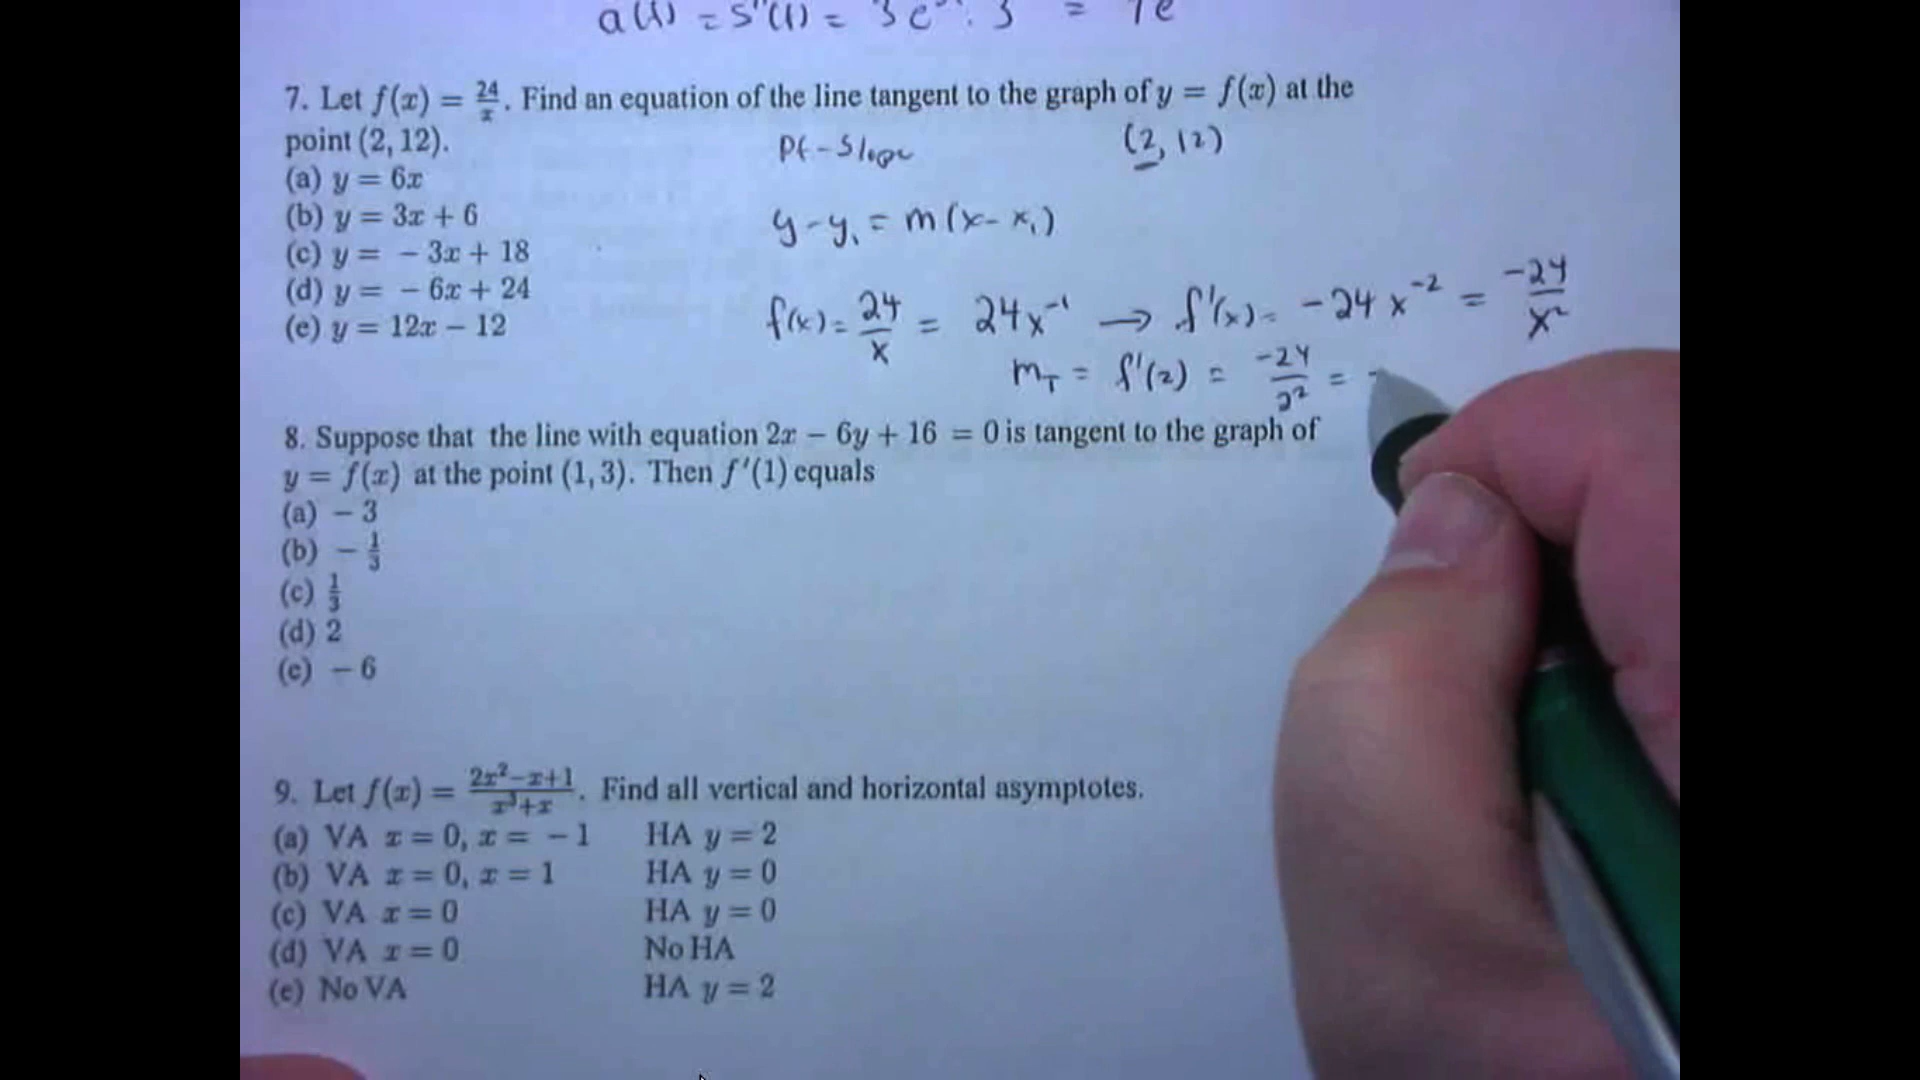 a(1) = s''(1) = 3e · 3 = 9e
7. Let f(x) = 24/x. Find an equation of the line tangent to the graph of y = f(x) at the
point (2, 12).
pt-slope (2, 12)
(a) y = 6x
(b) y = 3x + 6
y - y₁ = m(x - x₁)
(c) y = - 3x + 18
(d) y = - 6x + 24
(e) y = 12x - 12
f(x) = 24/x = 24x⁻¹ → f'(x) = -24x⁻² = -24/x²
m_T = f'(2) = -24/2² = -
8. Suppose that the line with equation 2x - 6y + 16 = 0 is tangent to the graph of
y = f(x) at the point (1, 3). Then f'(1) equals
(a) - 3
(b) - 1/3
(c) 1/3
(d) 2
(e) - 6
9. Let f(x) = (2x²-x+1)/(x³+x). Find all vertical and horizontal asymptotes.
(a) VA x = 0, x = - 1 HA y = 2
(b) VA x = 0, x = 1 HA y = 0
(c) VA x = 0 HA y = 0
(d) VA x = 0 No HA
(e) No VA HA y = 2